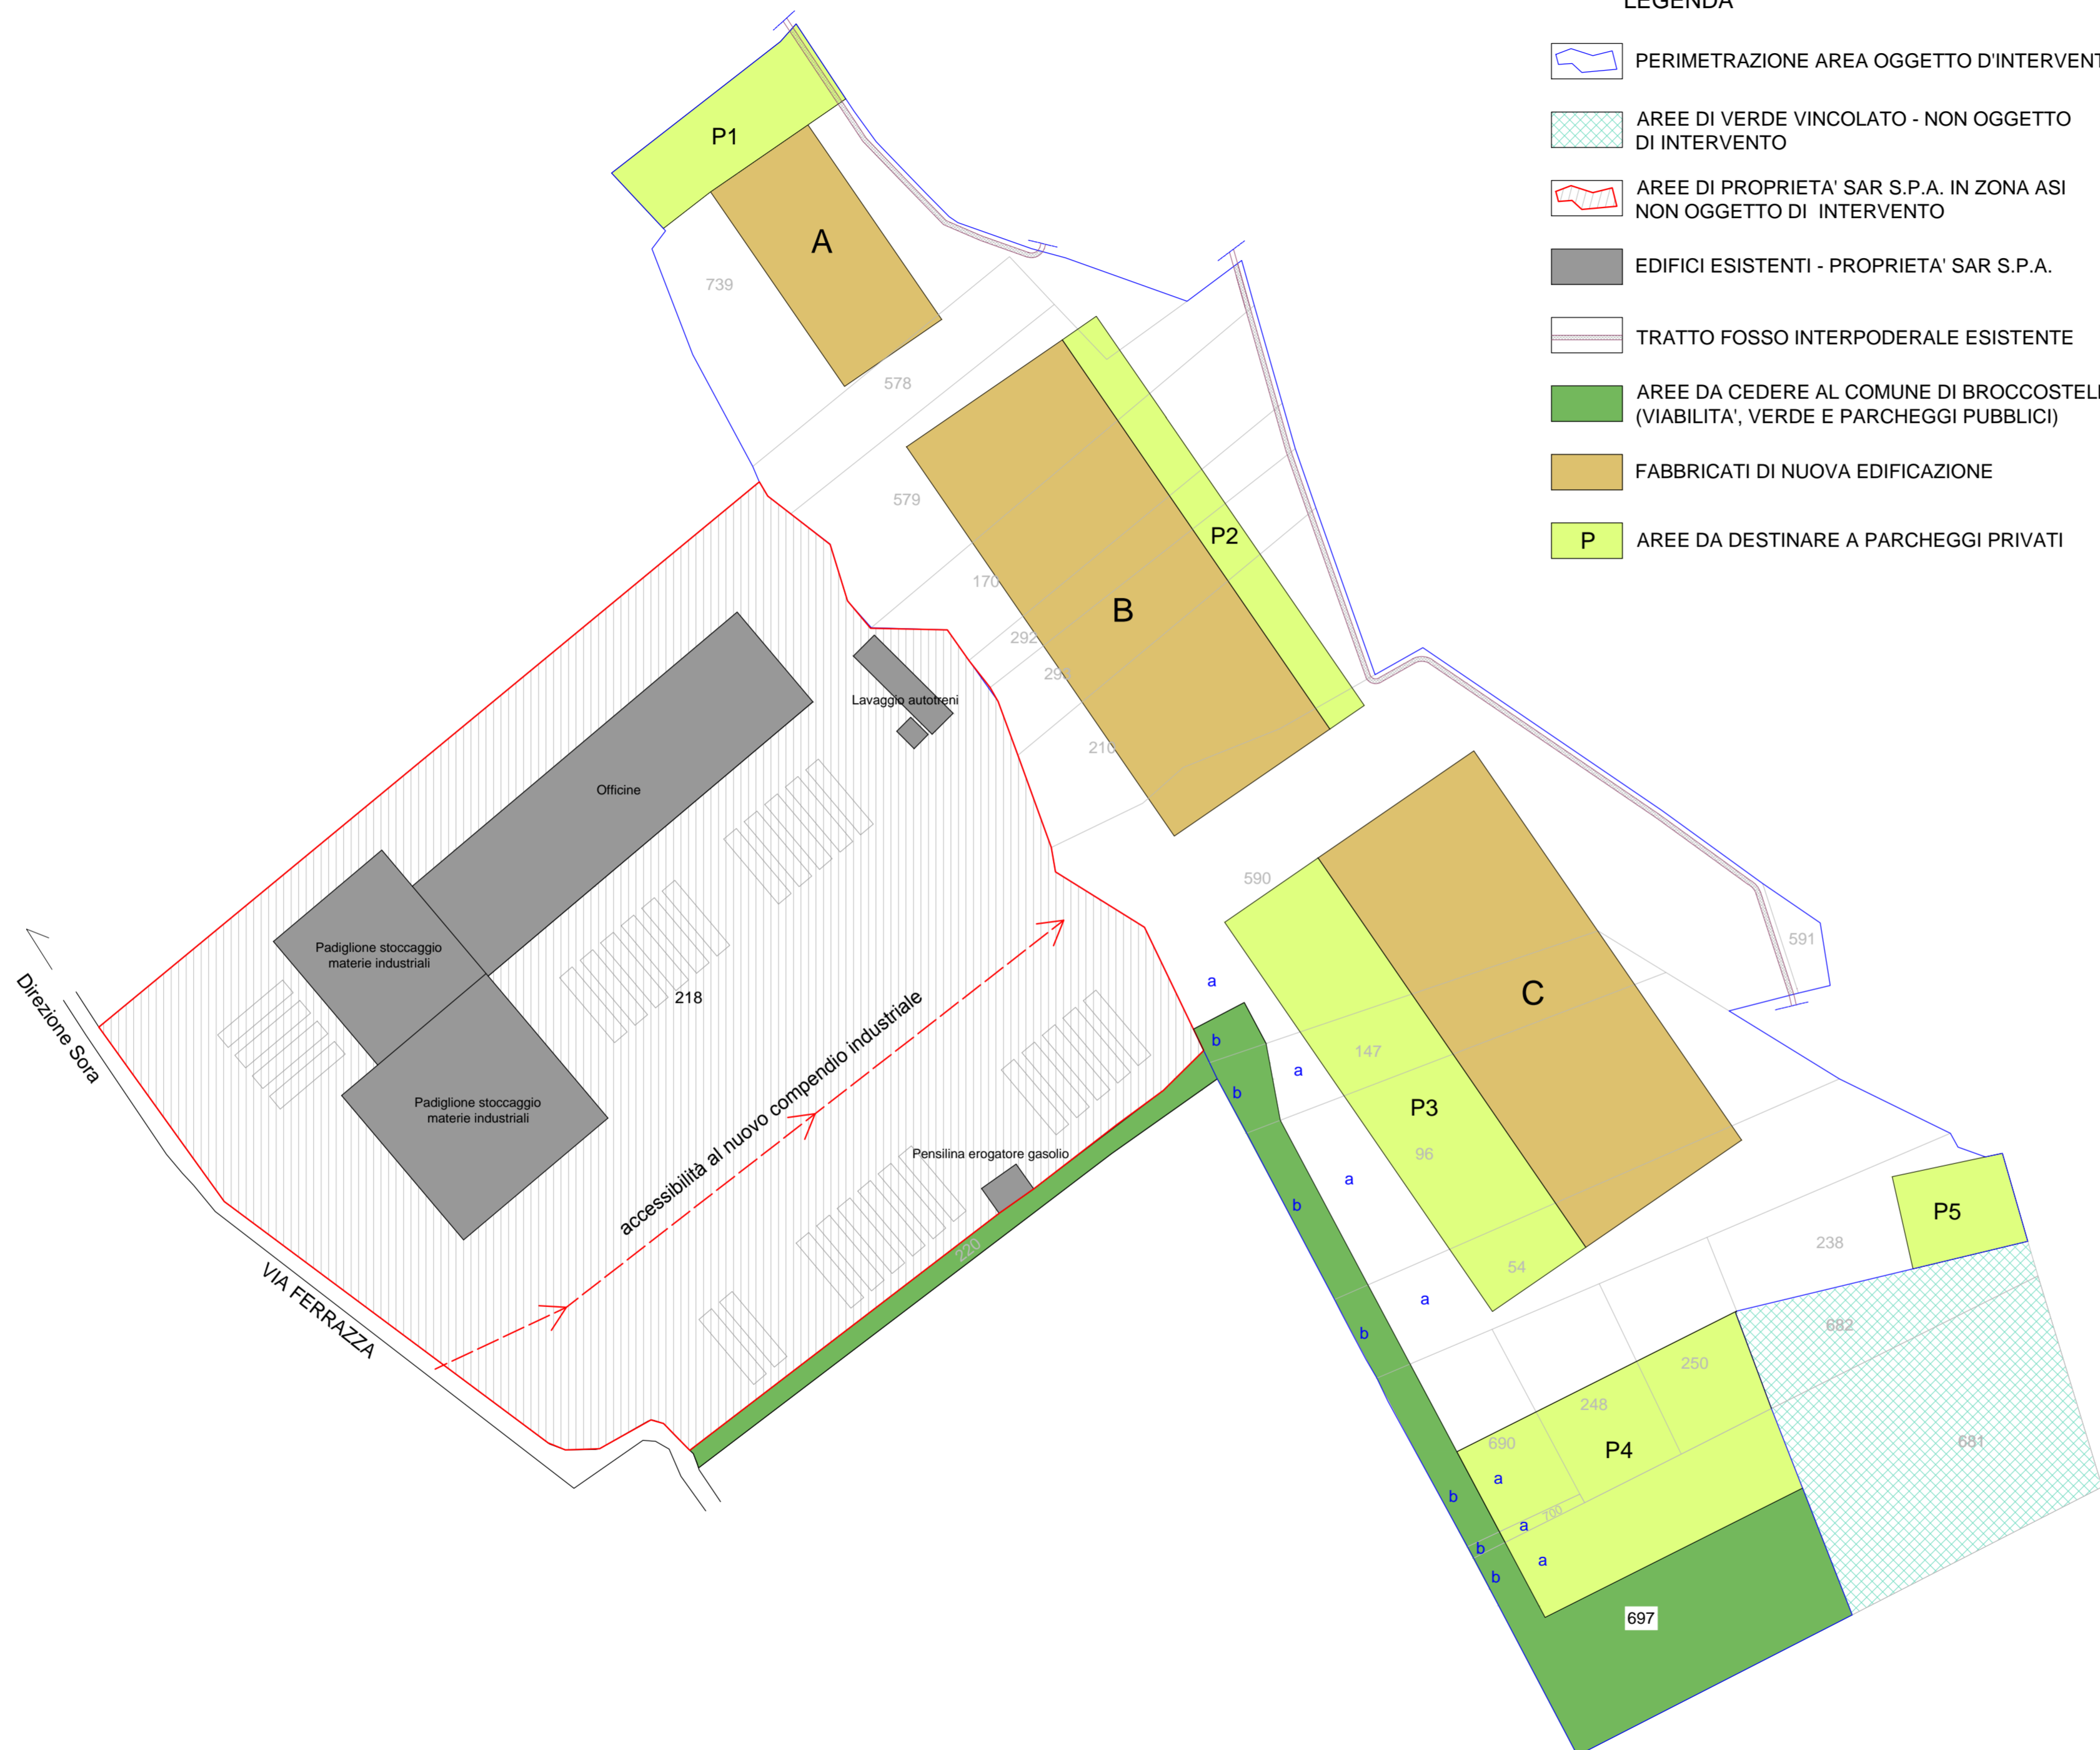 LEGENDA
PERIMETRAZIONE AREA OGGETTO D'INTERVENT
AREE DI VERDE VINCOLATO - NON OGGETTO
DI INTERVENTO
AREE DI PROPRIETA' SAR S.P.A. IN ZONA ASI
NON OGGETTO DI INTERVENTO
EDIFICI ESISTENTI - PROPRIETA' SAR S.P.A.
TRATTO FOSSO INTERPODERALE ESISTENTE
AREE DA CEDERE AL COMUNE DI BROCCOSTELL
(VIABILITA', VERDE E PARCHEGGI PUBBLICI)
FABBRICATI DI NUOVA EDIFICAZIONE
P
AREE DA DESTINARE A PARCHEGGI PRIVATI
P1
A
739
578
579
P2
170
B
292
210
Lavaggio autotreni
Officine
590
591
Padiglione stoccaggio
materie industriali
218
a
C
Direzione Sora
accessibilità al nuovo compendio industriale
b
147
a
b
P3
Padiglione stoccaggio
materie industriali
96
Pensilina erogatore gasolio
a
b
P5
238
220
54
a
VIA FERRAZZA
b
682
250
248
690
P4
681
a
b
700
a
b
a
b
697